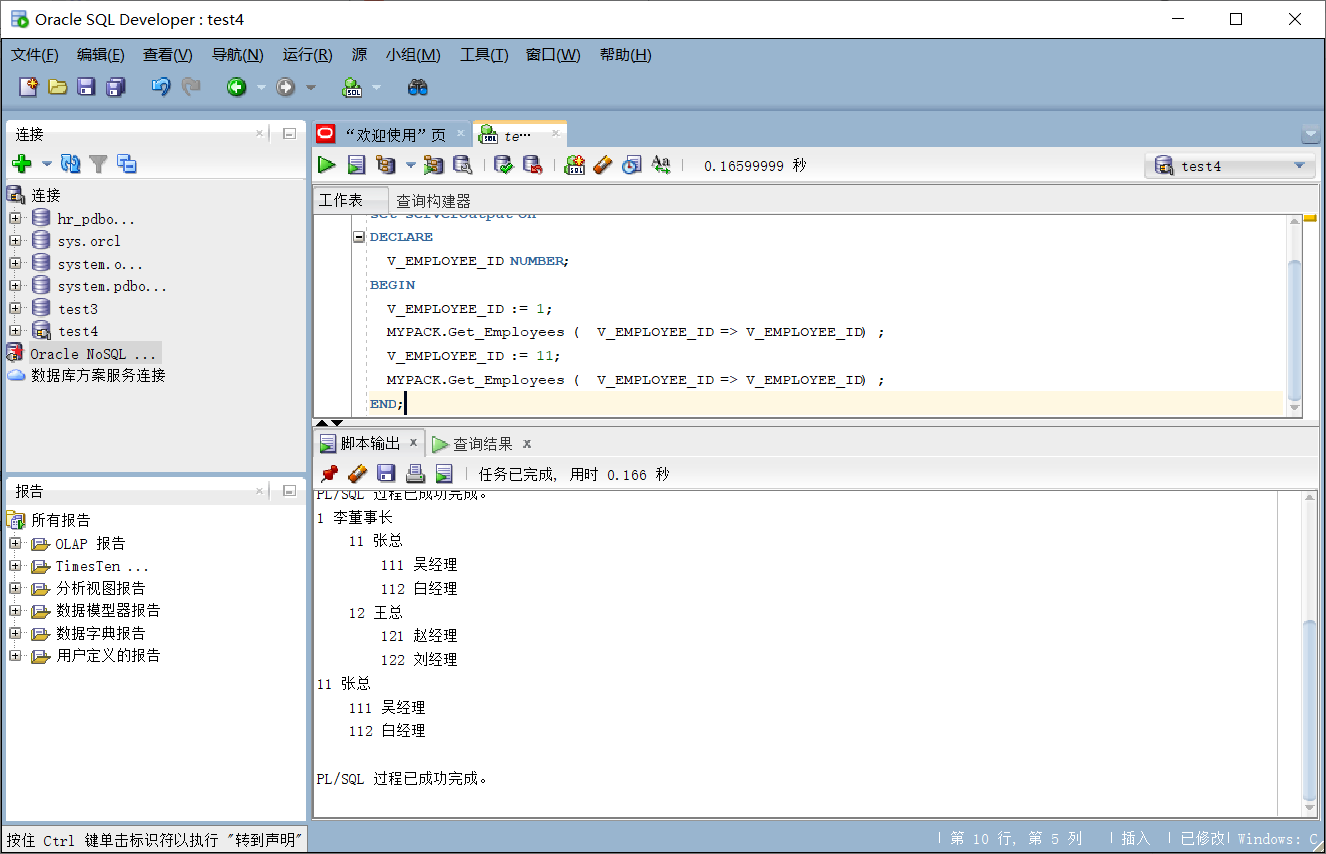 Oracle SQL Developer : test4
文件(F) 编辑(E) 查看(V) 导航(N) 运行(R) 源 小组(M) 工具(T) 窗口(W) 帮助(H)
连接
连接
hr_pdbo...
sys.orcl
system.o...
system.pdbo...
test3
test4
Oracle NoSQL ...
数据库方案服务连接
报告
所有报告
OLAP 报告
TimesTen ...
分析视图报告
数据模型器报告
数据字典报告
用户定义的报告
“欢迎使用”页 te…
0.16599999 秒 test4
工作表 查询构建器
set serveroutput on
DECLARE
V_EMPLOYEE_ID NUMBER;
BEGIN
V_EMPLOYEE_ID := 1;
MYPACK.Get_Employees ( V_EMPLOYEE_ID => V_EMPLOYEE_ID) ;
V_EMPLOYEE_ID := 11;
MYPACK.Get_Employees ( V_EMPLOYEE_ID => V_EMPLOYEE_ID) ;
END;
脚本输出 x 查询结果 x
任务已完成, 用时 0.166 秒
PL/SQL 过程已成功完成。
1 李董事长
11 张总
111 吴经理
112 白经理
12 王总
121 赵经理
122 刘经理
11 张总
111 吴经理
112 白经理
PL/SQL 过程已成功完成。
按住 Ctrl 键单击标识符以执行 "转到声明" | 第 10 行, 第 5 列 | 插入 | 已修改| Windows: C